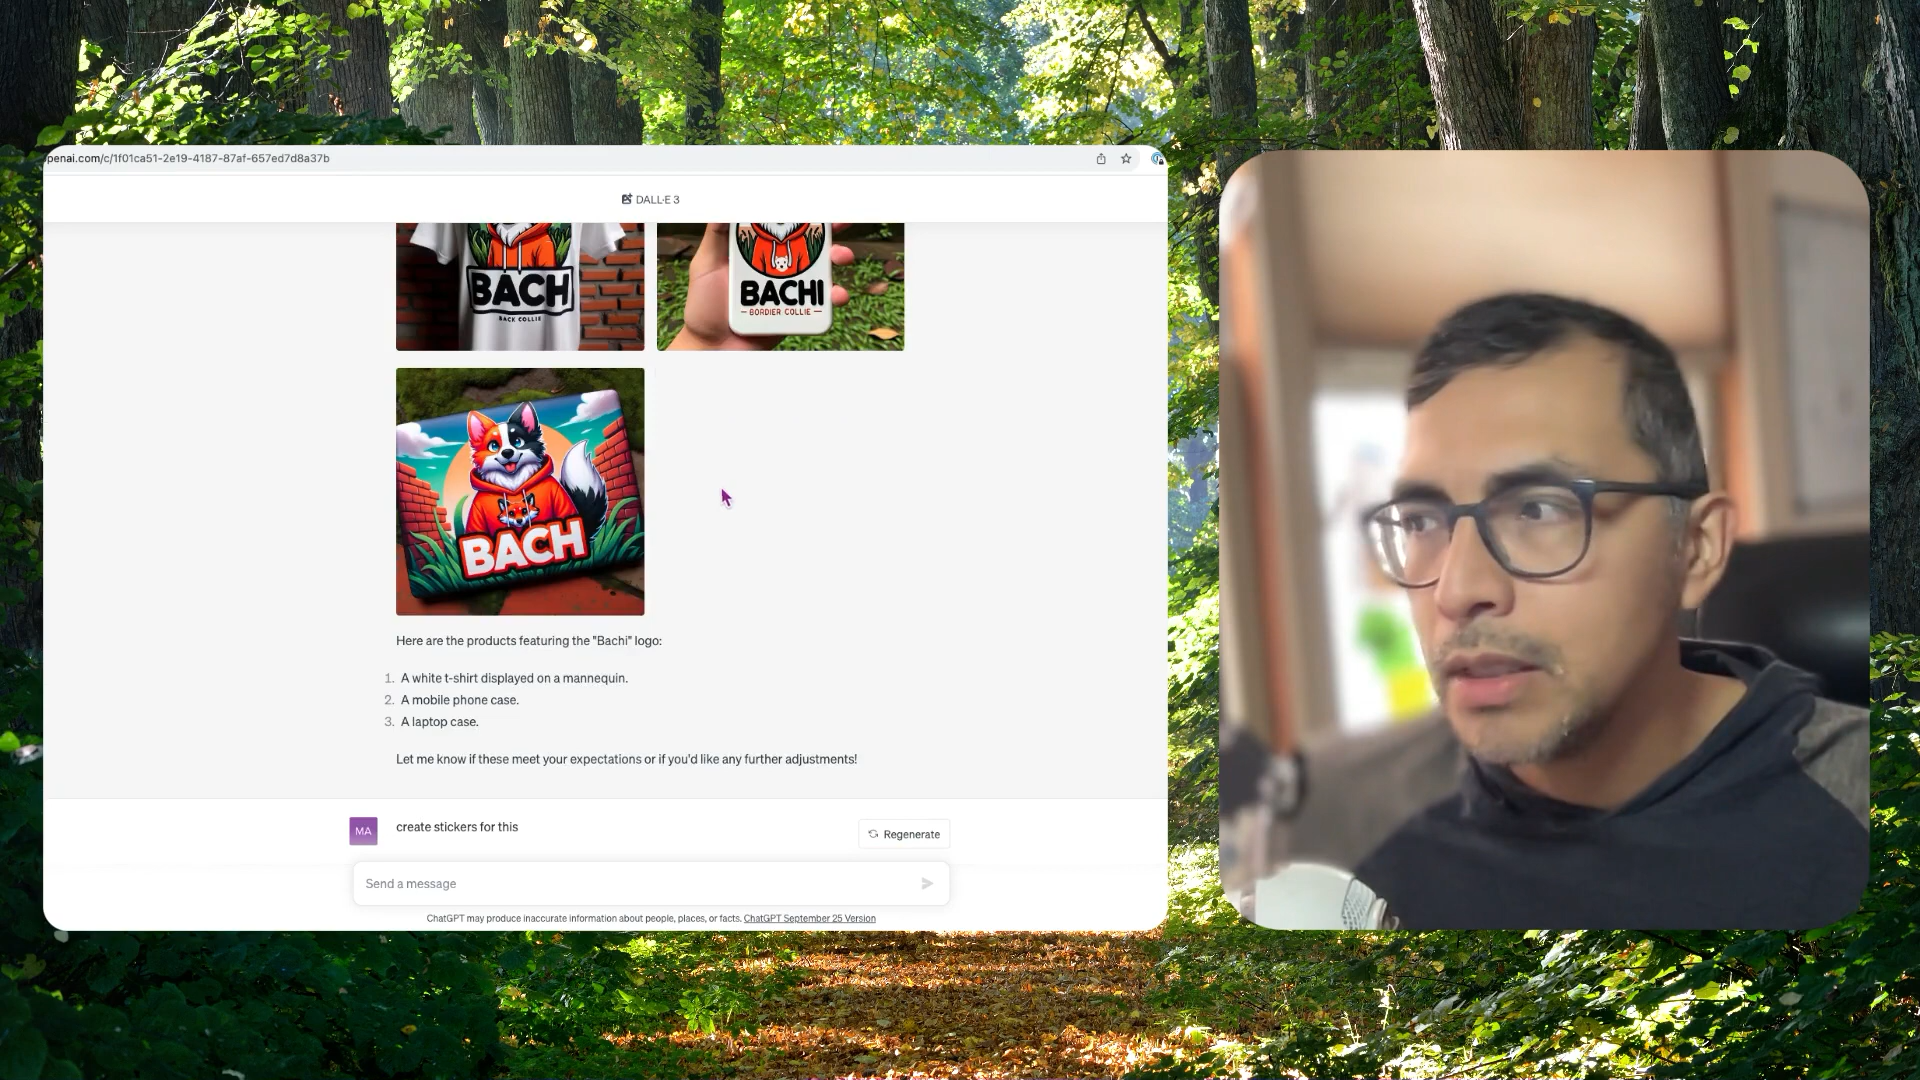 penai.com/c/1f01ca51-2e19-4187-87af-657ed7d8a37b
DALL·E 3
BACH
BACK COLLIE
BACHI
— BORDIER COLLIE —
BACH
Here are the products featuring the "Bachi" logo:
1. A white t-shirt displayed on a mannequin.
2. A mobile phone case.
3. A laptop case.
Let me know if these meet your expectations or if you'd like any further adjustments!
MA
create stickers for this
Regenerate
Send a message
ChatGPT may produce inaccurate information about people, places, or facts. ChatGPT September 25 Version